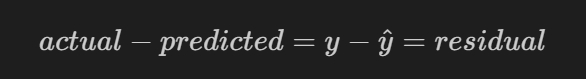 actual − predicted = y − ŷ = residual